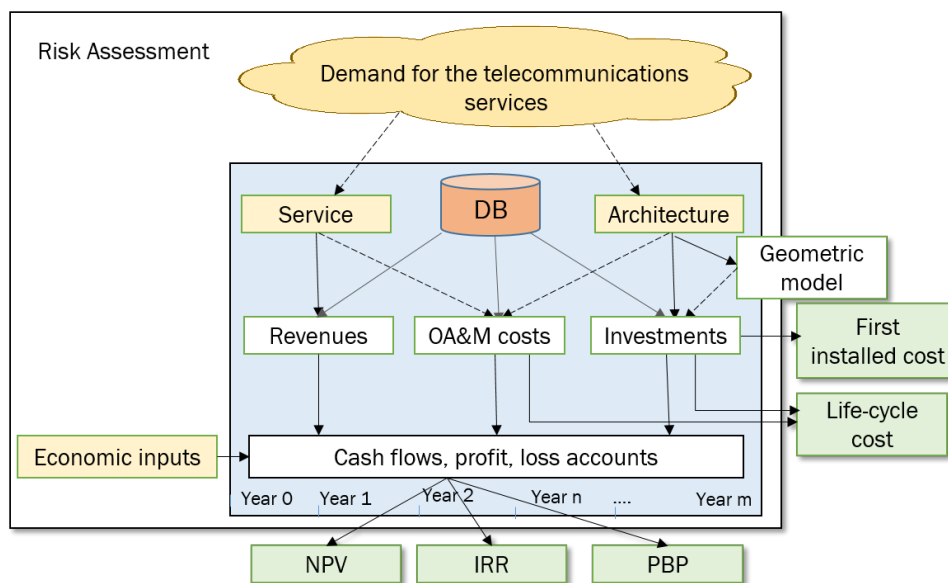 Risk Assessment
Demand for the telecommunications
services
Service
DB
Architecture
Geometric
model
Revenues
OA&M costs
Investments
First
installed cost
Life-cycle
cost
Economic inputs
Cash flows, profit, loss accounts
Year 0
Year 1
Year 2
Year n
....
Year m
NPV
IRR
PBP